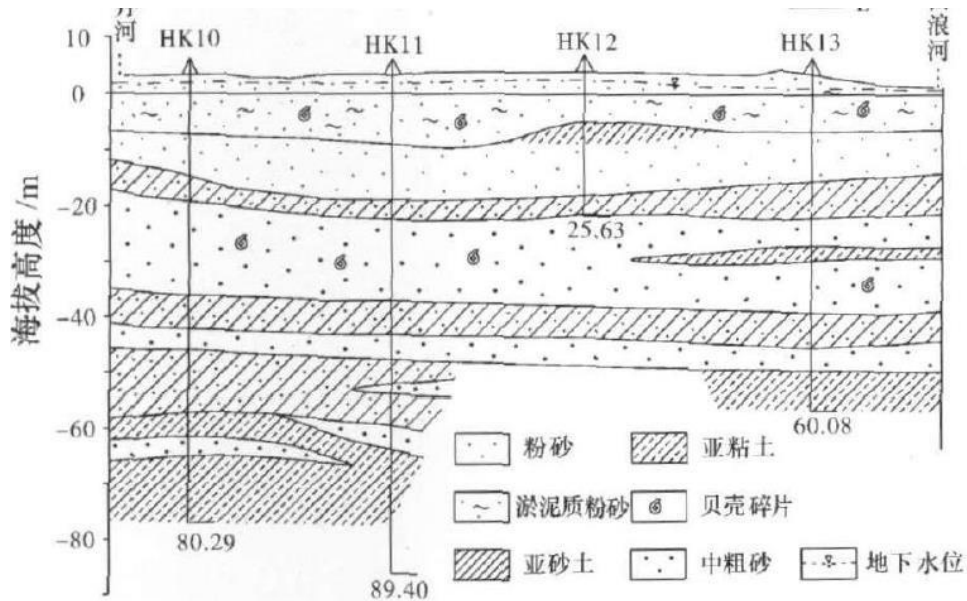 河
浪河
HK10
HK11
HK12
HK13
10
0
-20
-40
-60
-80
海拔高度/m
25.63
60.08
80.29
89.40
粉砂
亚粘土
淤泥质粉砂
贝壳碎片
亚砂土
中粗砂
地下水位